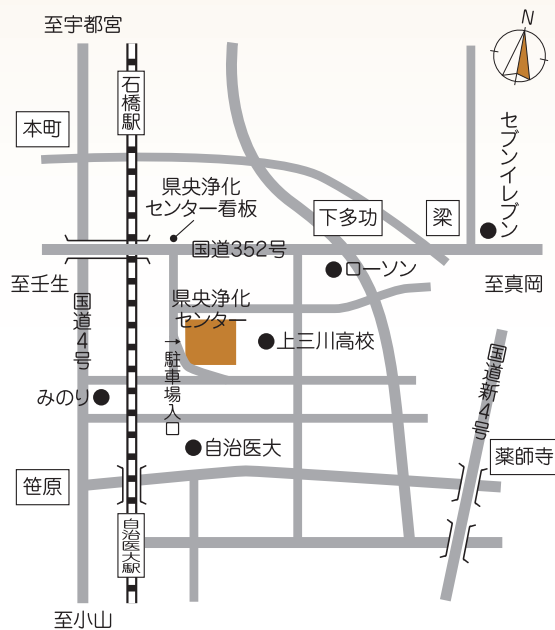 至宇都宮
N
石橋駅
本町
セブンイレブン
県央浄化
センター看板
下多功
梁
国道352号
ローソン
至壬生
至真岡
国道4号
県央浄化
センター
上三川高校
国道新4号
→駐車場入口
みのり
自治医大
薬師寺
笹原
自治医大駅
至小山